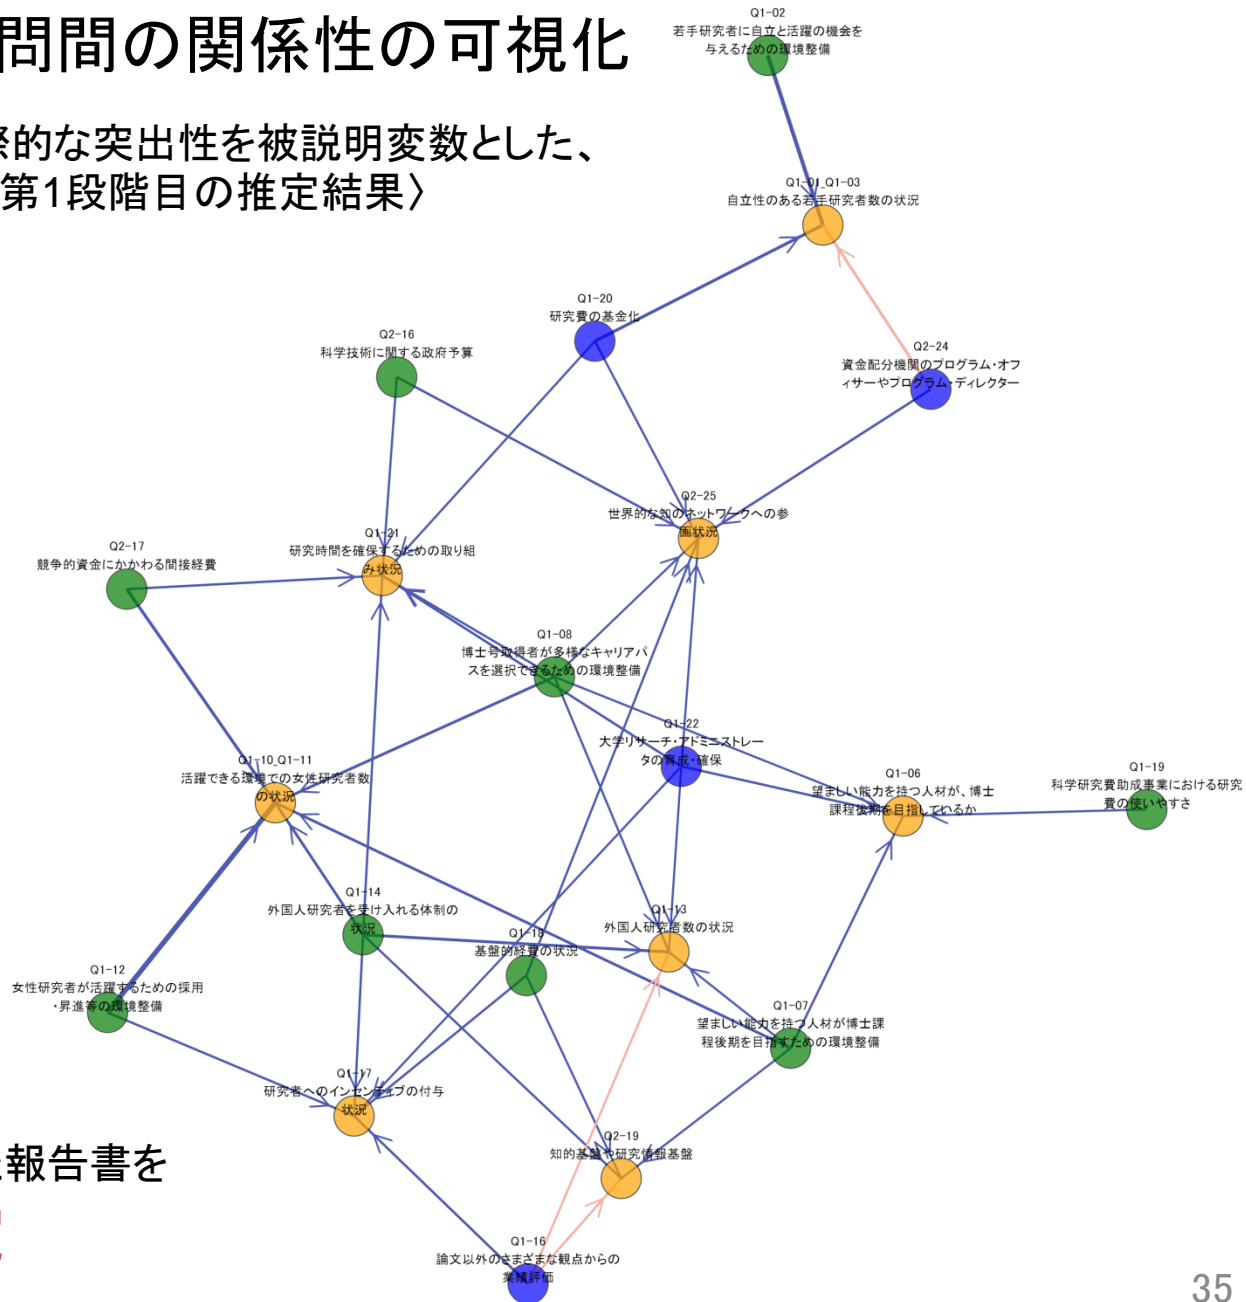 問間の関係性の可視化
際的な突出性を被説明変数とした、
第1段階目の推定結果〉
Q1-02
若手研究者に自立と活躍の機会を
与えるための環境整備
Q1-01_Q1-03
自立性のある若手研究者数の状況
Q1-20
研究費の基金化
Q2-16
科学技術に関する政府予算
Q2-24
資金配分機関のプログラム・オフ
ィサーやプログラム・ディレクター
Q2-25
世界的な知のネットワークへの参
画状況
Q1-21
研究時間を確保するための取り組
み状況
Q2-17
競争的資金にかかわる間接経費
Q1-08
博士号取得者が多様なキャリアパ
スを選択できるための環境整備
Q1-22
大学リサーチ・アドミニストレー
タの育成・確保
Q1-10_Q1-11
活躍できる環境での女性研究者数
の状況
Q1-06
望ましい能力を持つ人材が、博士
課程後期を目指しているか
Q1-19
科学研究費助成事業における研究
費の使いやすさ
Q1-14
外国人研究者を受け入れる体制の
状況
Q1-18
基盤的経費の状況
Q1-13
外国人研究者数の状況
Q1-12
女性研究者が活躍するための採用
・昇進等の環境整備
Q1-07
望ましい能力を持つ人材が博士課
程後期を目指すための環境整備
Q1-17
研究者へのインセンティブの付与
状況
Q2-19
知的基盤や研究情報基盤
報告書を
Q1-16
論文以外のさまざまな観点からの
業績評価
35